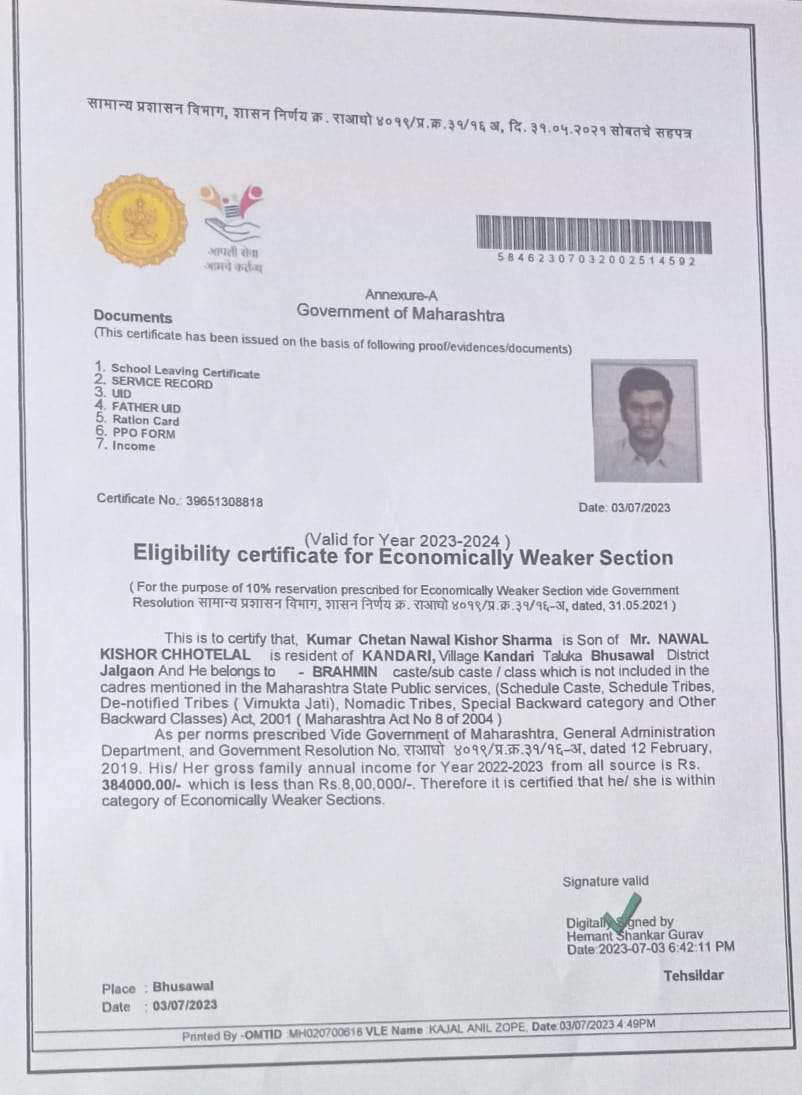 सामान्य प्रशासन विभाग, शासन निर्णय क्र. राआधो ४०१९/प्र.क्र.३१/१६ अ, दि. ३१.०५.२०२१ सोबतचे सहपत्र
आपली सेवा
आमचे कर्तव्य
58462307032002514592
Annexure-A
Government of Maharashtra
Documents
(This certificate has been issued on the basis of following proof/evidences/documents)
1. School Leaving Certificate
2. SERVICE RECORD
3. UID
4. FATHER UID
5. Ration Card
6. PPO FORM
7. Income
Certificate No.: 39651308818
Date: 03/07/2023
(Valid for Year 2023-2024 )
Eligibility certificate for Economically Weaker Section
( For the purpose of 10% reservation prescribed for Economically Weaker Section vide Government
Resolution सामान्य प्रशासन विभाग, शासन निर्णय क्र. राआधो ४०१९/प्र.क्र.३१/१६-अ, dated, 31.05.2021 )
This is to certify that, Kumar Chetan Nawal Kishor Sharma is Son of Mr. NAWAL
KISHOR CHHOTELAL is resident of KANDARI, Village Kandari Taluka Bhusawal District
Jalgaon And He belongs to - BRAHMIN caste/sub caste / class which is not included in the
cadres mentioned in the Maharashtra State Public services, (Schedule Caste, Schedule Tribes,
De-notified Tribes ( Vimukta Jati), Nomadic Tribes, Special Backward category and Other
Backward Classes) Act, 2001 ( Maharashtra Act No 8 of 2004 )
As per norms prescribed Vide Government of Maharashtra, General Administration
Department, and Government Resolution No. राआधो ४०१९/प्र.क्र.३१/१६-अ, dated 12 February,
2019. His/ Her gross family annual income for Year 2022-2023 from all source is Rs.
384000.00/- which is less than Rs.8,00,000/-. Therefore it is certified that he/ she is within
category of Economically Weaker Sections.
Signature valid
Digitally Signed by
Hemant Shankar Gurav
Date:2023-07-03 6:42:11 PM
Tehsildar
Place : Bhusawal
Date : 03/07/2023
Printed By -OMTID :MH020700616 VLE Name :KAJAL ANIL ZOPE, Date:03/07/2023 4:49PM